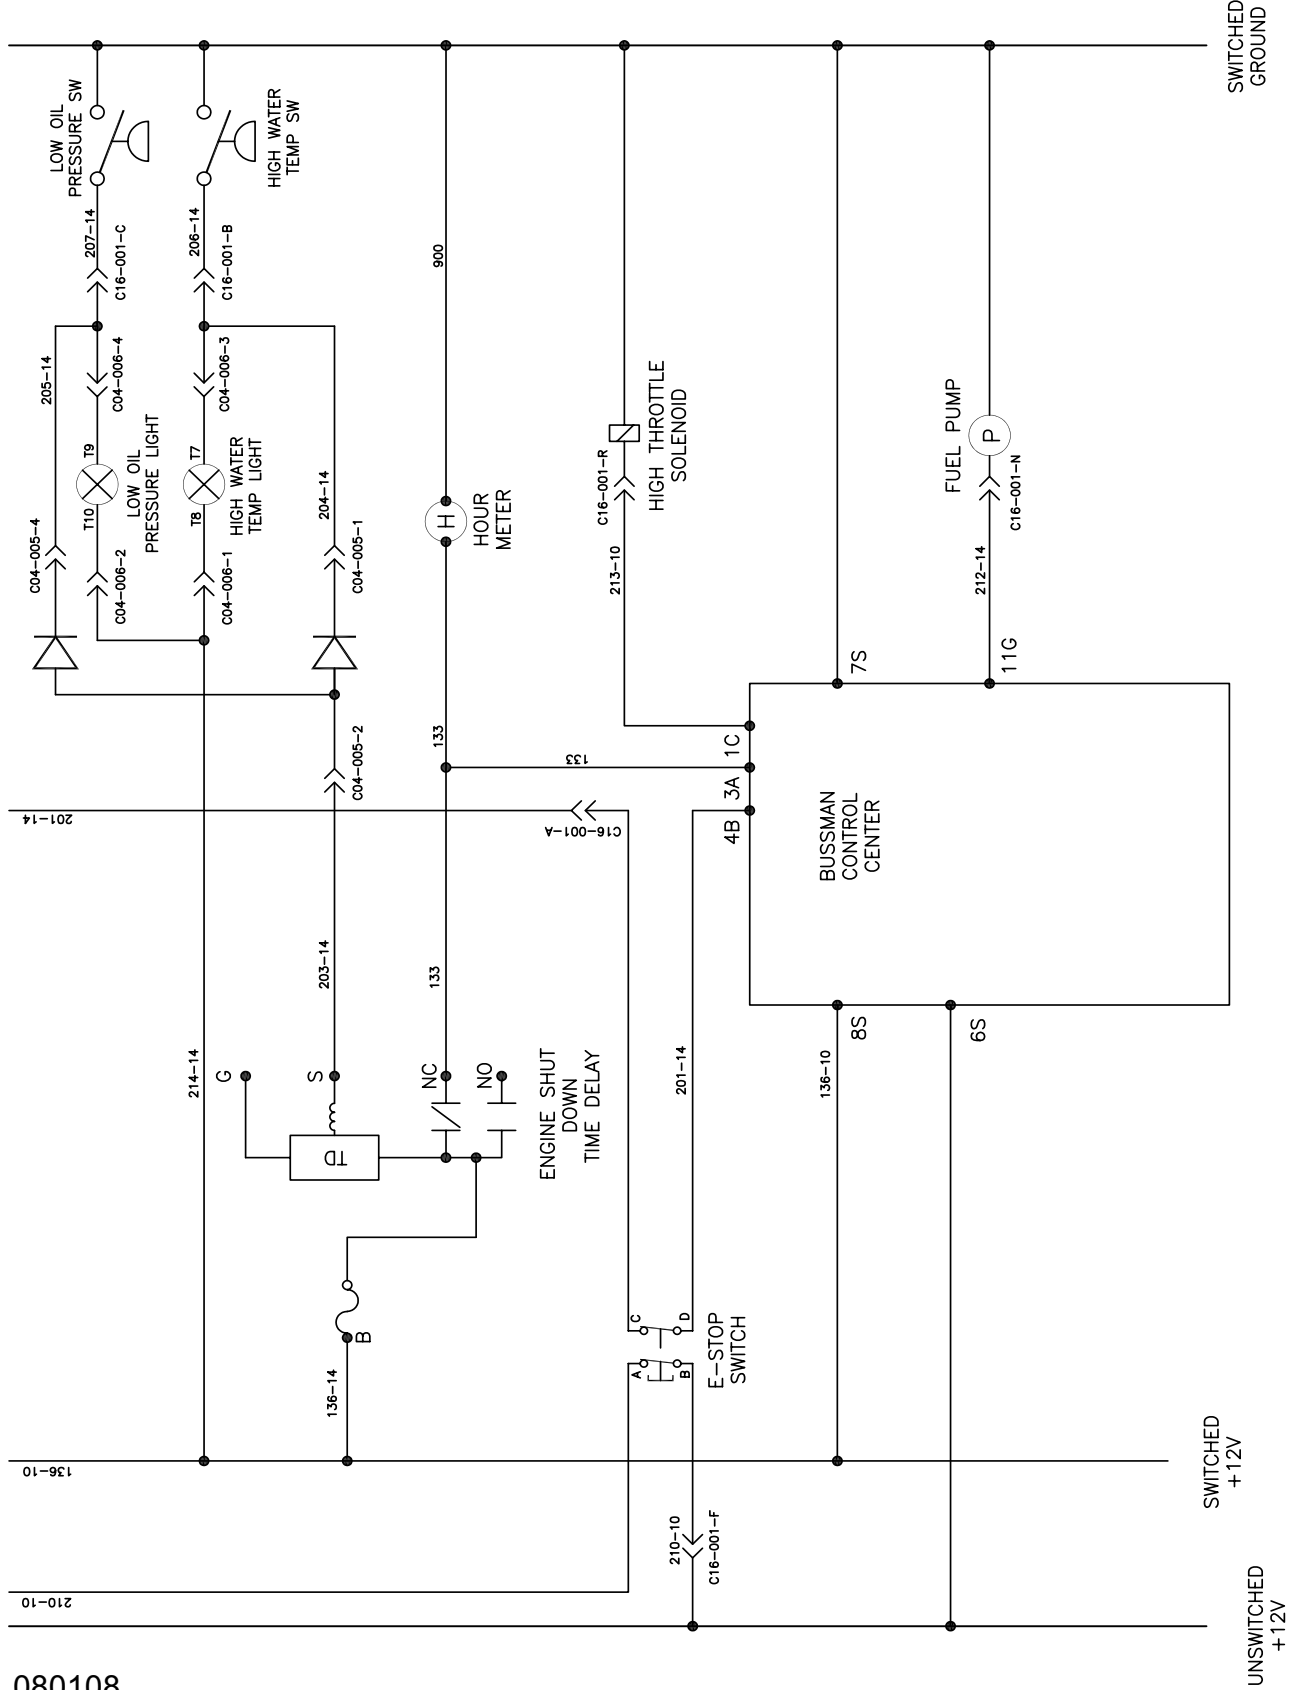 SWITCHED
GROUND
LOW OIL
PRESSURE SW
HIGH WATER
TEMP SW
207-14
C16-001-C
206-14
C16-001-B
900
205-14
C04-006-4
C04-006-3
T9
T7
LOW OIL
PRESSURE LIGHT
HIGH WATER
TEMP LIGHT
T10
T8
C04-005-4
C04-006-2
C04-006-1
204-14
C04-005-1
H
HOUR
METER
C16-001-R
HIGH THROTTLE
SOLENOID
213-10
FUEL PUMP
P
C16-001-N
212-14
7S
11G
133
133
1C
3A
4B
C04-005-2
201-14
C16-001-A
BUSSMAN
CONTROL
CENTER
203-14
133
214-14
G
S
NC
NO
TD
ENGINE SHUT
DOWN
TIME DELAY
201-14
8S
6S
136-10
B
136-14
C
D
A
B
E-STOP
SWITCH
136-10
SWITCHED
+12V
210-10
C16-001-F
210-10
UNSWITCHED
+12V
080108